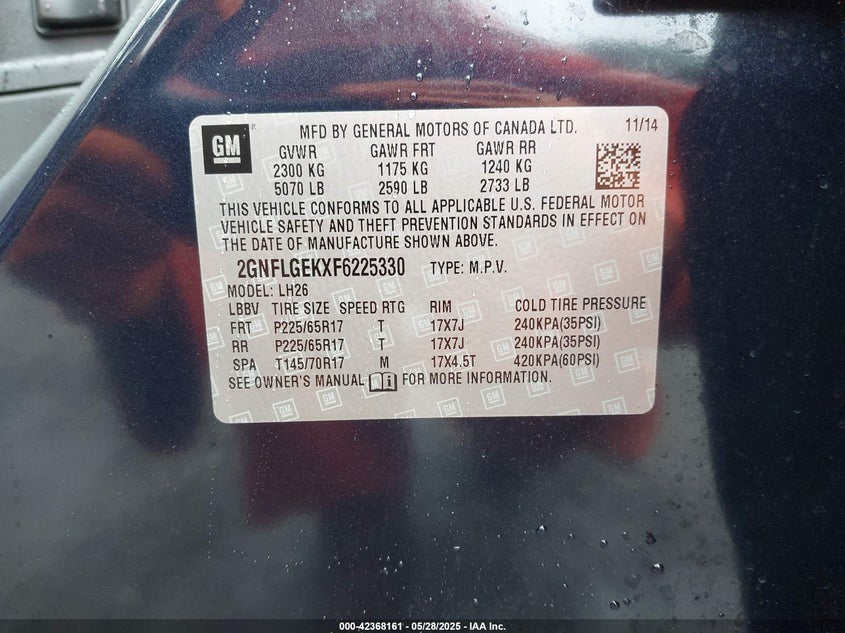 GM ® MFD BY GENERAL MOTORS OF CANADA LTD. 11/14
GVWR GAWR FRT GAWR RR
2300 KG 1175 KG 1240 KG
5070 LB 2590 LB 2733 LB
THIS VEHICLE CONFORMS TO ALL APPLICABLE U.S. FEDERAL MOTOR
VEHICLE SAFETY AND THEFT PREVENTION STANDARDS IN EFFECT ON
THE DATE OF MANUFACTURE SHOWN ABOVE.
2GNFLGEKXF6225330 TYPE: M.P.V.
MODEL: LH26
LBBV TIRE SIZE SPEED RTG RIM COLD TIRE PRESSURE
FRT P225/65R17 T 17X7J 240KPA(35PSI)
RR P225/65R17 T 17X7J 240KPA(35PSI)
SPA T145/70R17 M 17X4.5T 420KPA(60PSI)
SEE OWNER'S MANUAL FOR MORE INFORMATION.
000-42368161 - 05/28/2025 - IAA Inc.